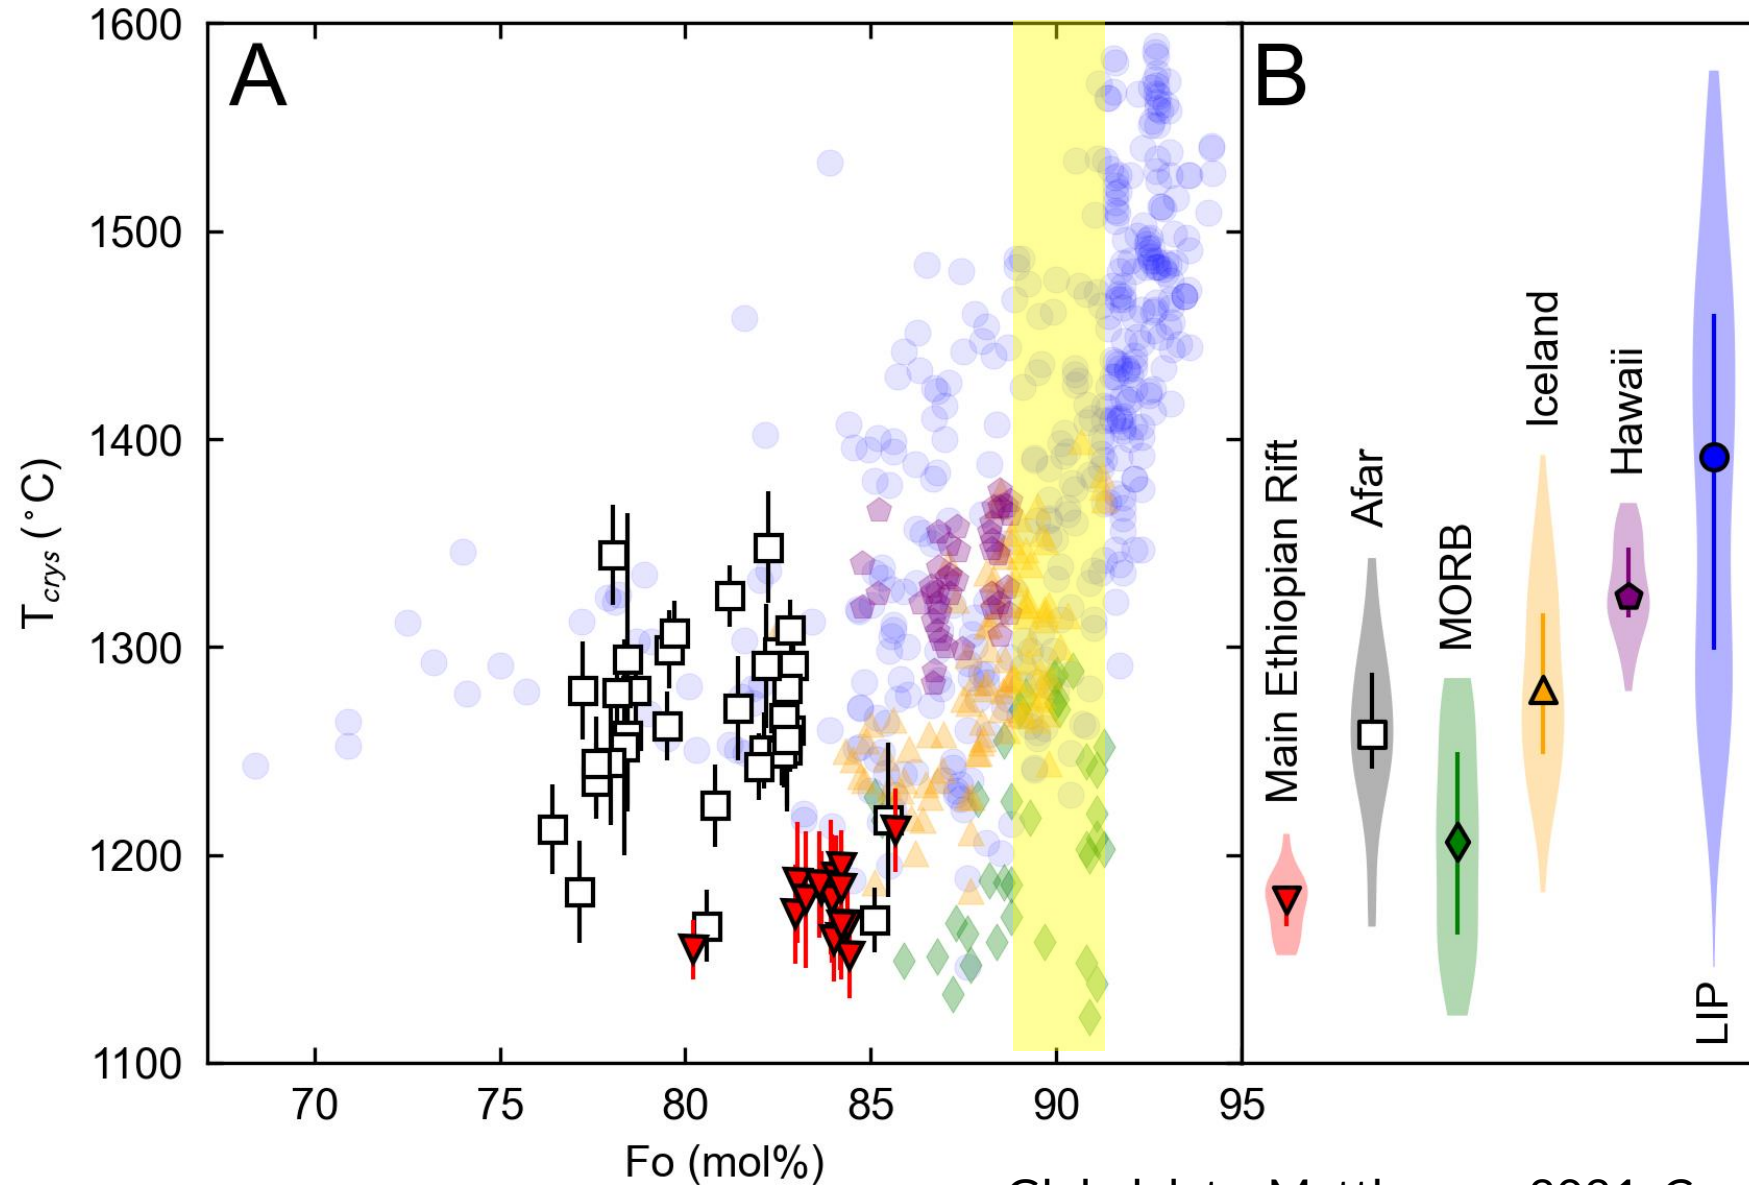 A
B
1600
1500
1400
1300
1200
1100
T_crys (°C)
70
75
80
85
90
95
Fo (mol%)
Main Ethiopian Rift
Afar
MORB
Iceland
Hawaii
LIP